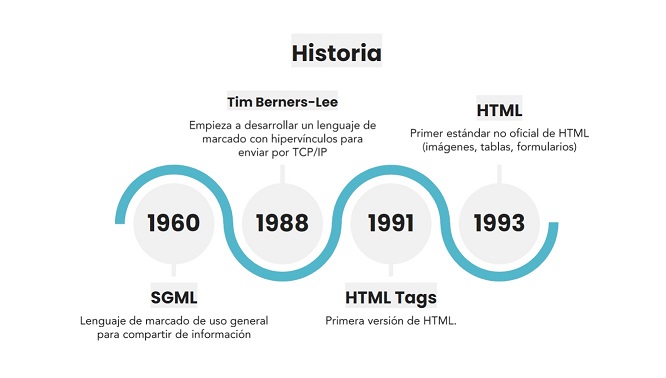 Historia
Tim Berners-Lee
Empieza a desarrollar un lenguaje de
marcado con hipervínculos para
enviar por TCP/IP
HTML
Primer estándar no oficial de HTML
(imágenes, tablas, formularios)
1960
1988
1991
1993
SGML
Lenguaje de marcado de uso general
para compartir de información
HTML Tags
Primera versión de HTML.